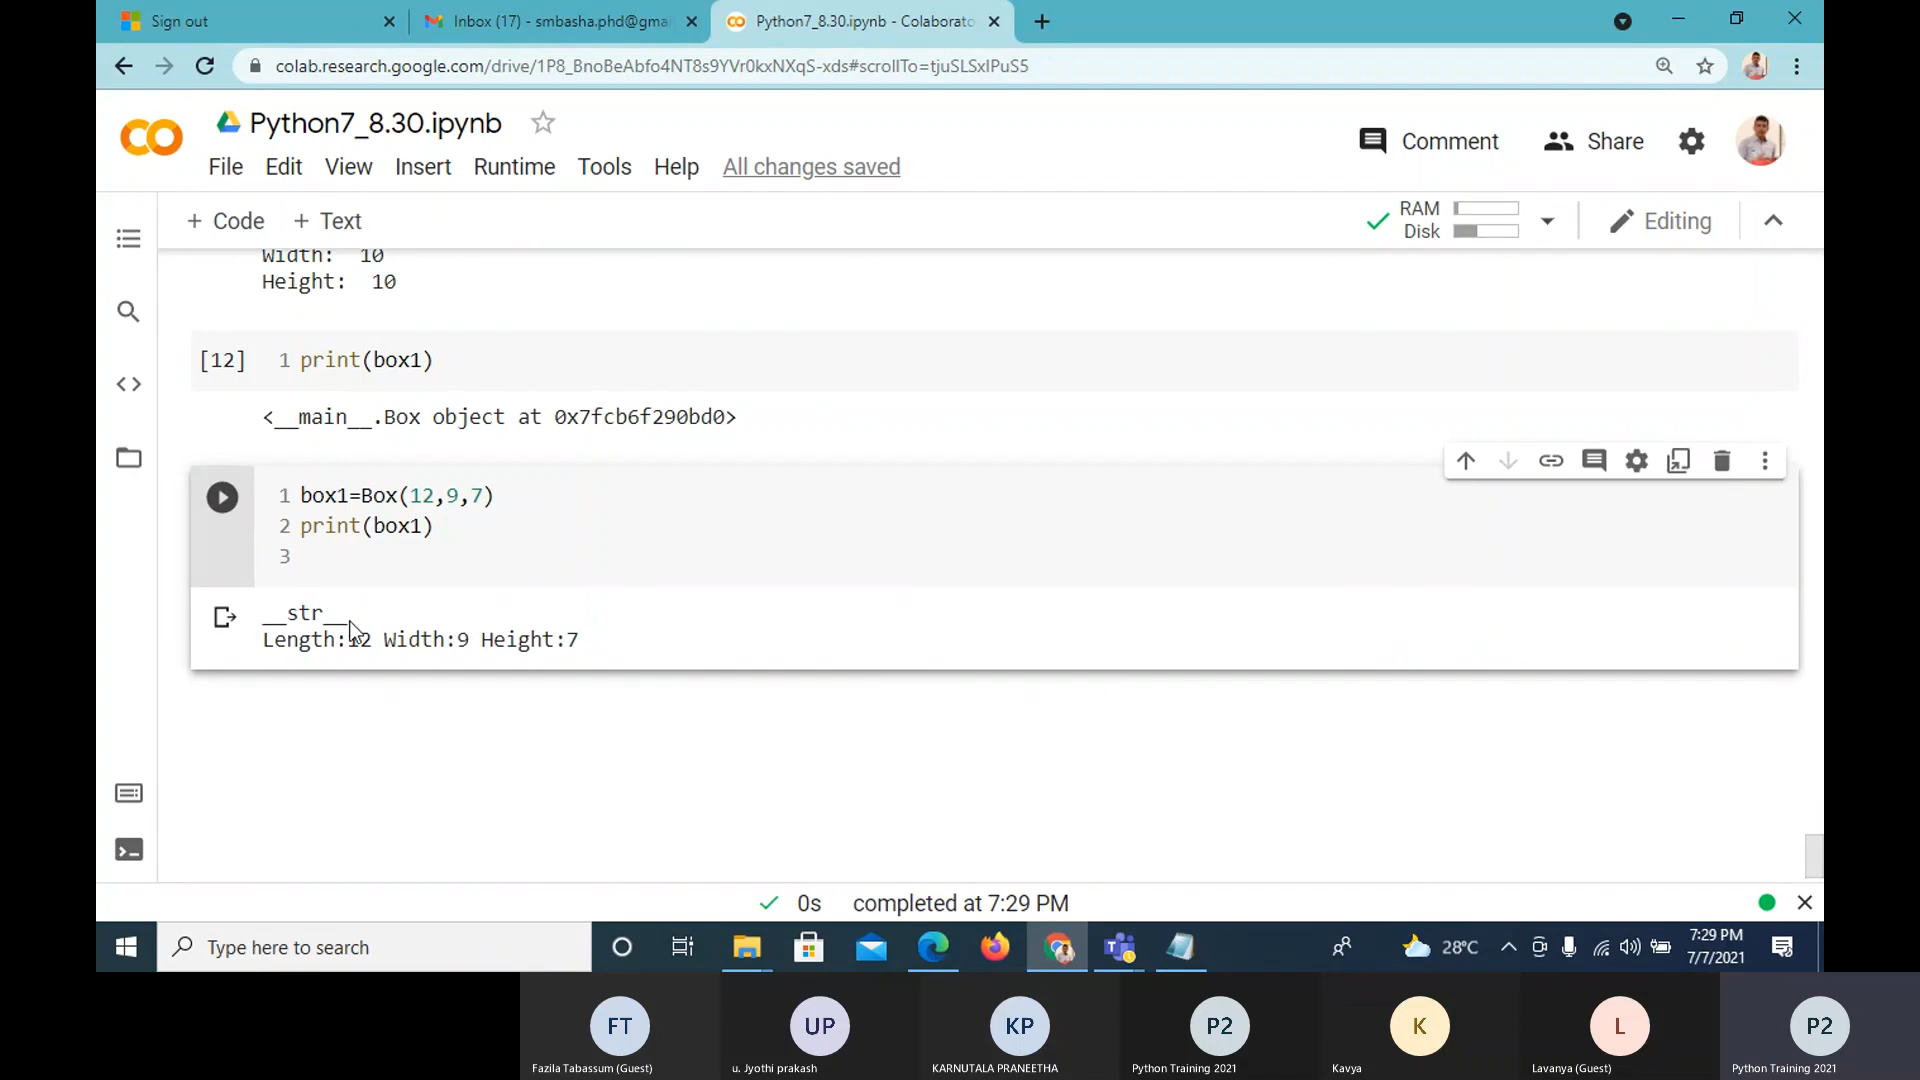 Sign out
Inbox (17) - smbasha.phd@gma
Python7_8.30.ipynb - Colaborato
colab.research.google.com/drive/1P8_BnoBeAbfo4NT8s9YVr0kxNXqS-xds#scrollTo=tjuSLSxIPuS5
Python7_8.30.ipynb
Comment
Share
File Edit View Insert Runtime Tools Help All changes saved
+ Code + Text
RAM
Disk
Editing
Width:  10
Height:  10
[12] 1 print(box1)
<__main__.Box object at 0x7fcb6f290bd0>
1 box1=Box(12,9,7)
2 print(box1)
3
__str__
Length:12 Width:9 Height:7
0s completed at 7:29 PM
Type here to search
28°C
7:29 PM
7/7/2021
FT
UP
KP
P2
K
L
P2
Fazila Tabassum (Guest)
u. Jyothi prakash
KARNUTALA PRANEETHA
Python Training 2021
Kavya
Lavanya (Guest)
Python Training 2021